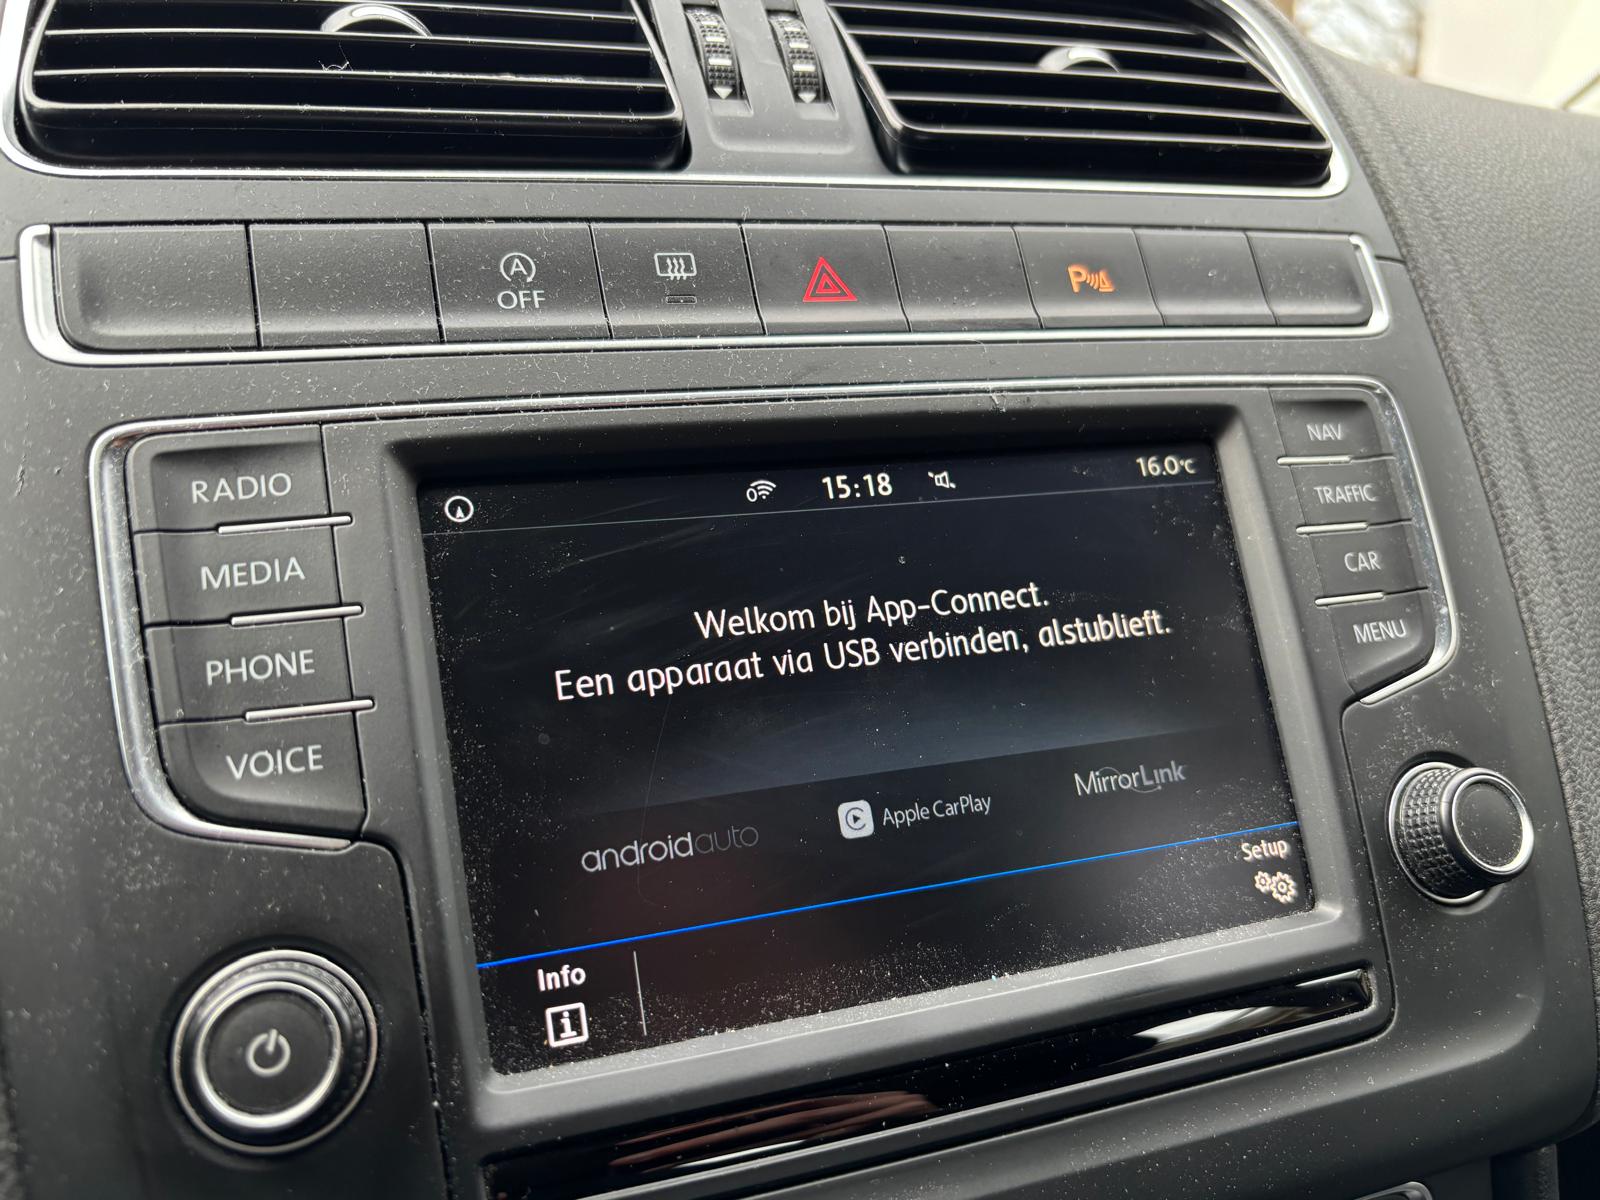 A
OFF
P
RADIO
MEDIA
PHONE
VOICE
NAV
TRAFFIC
CAR
MENU
0 15:18 16.0°C
Welkom bij App-Connect.
Een apparaat via USB verbinden, alstublieft.
androidauto
Apple CarPlay
MirrorLink
Setup
Info
i